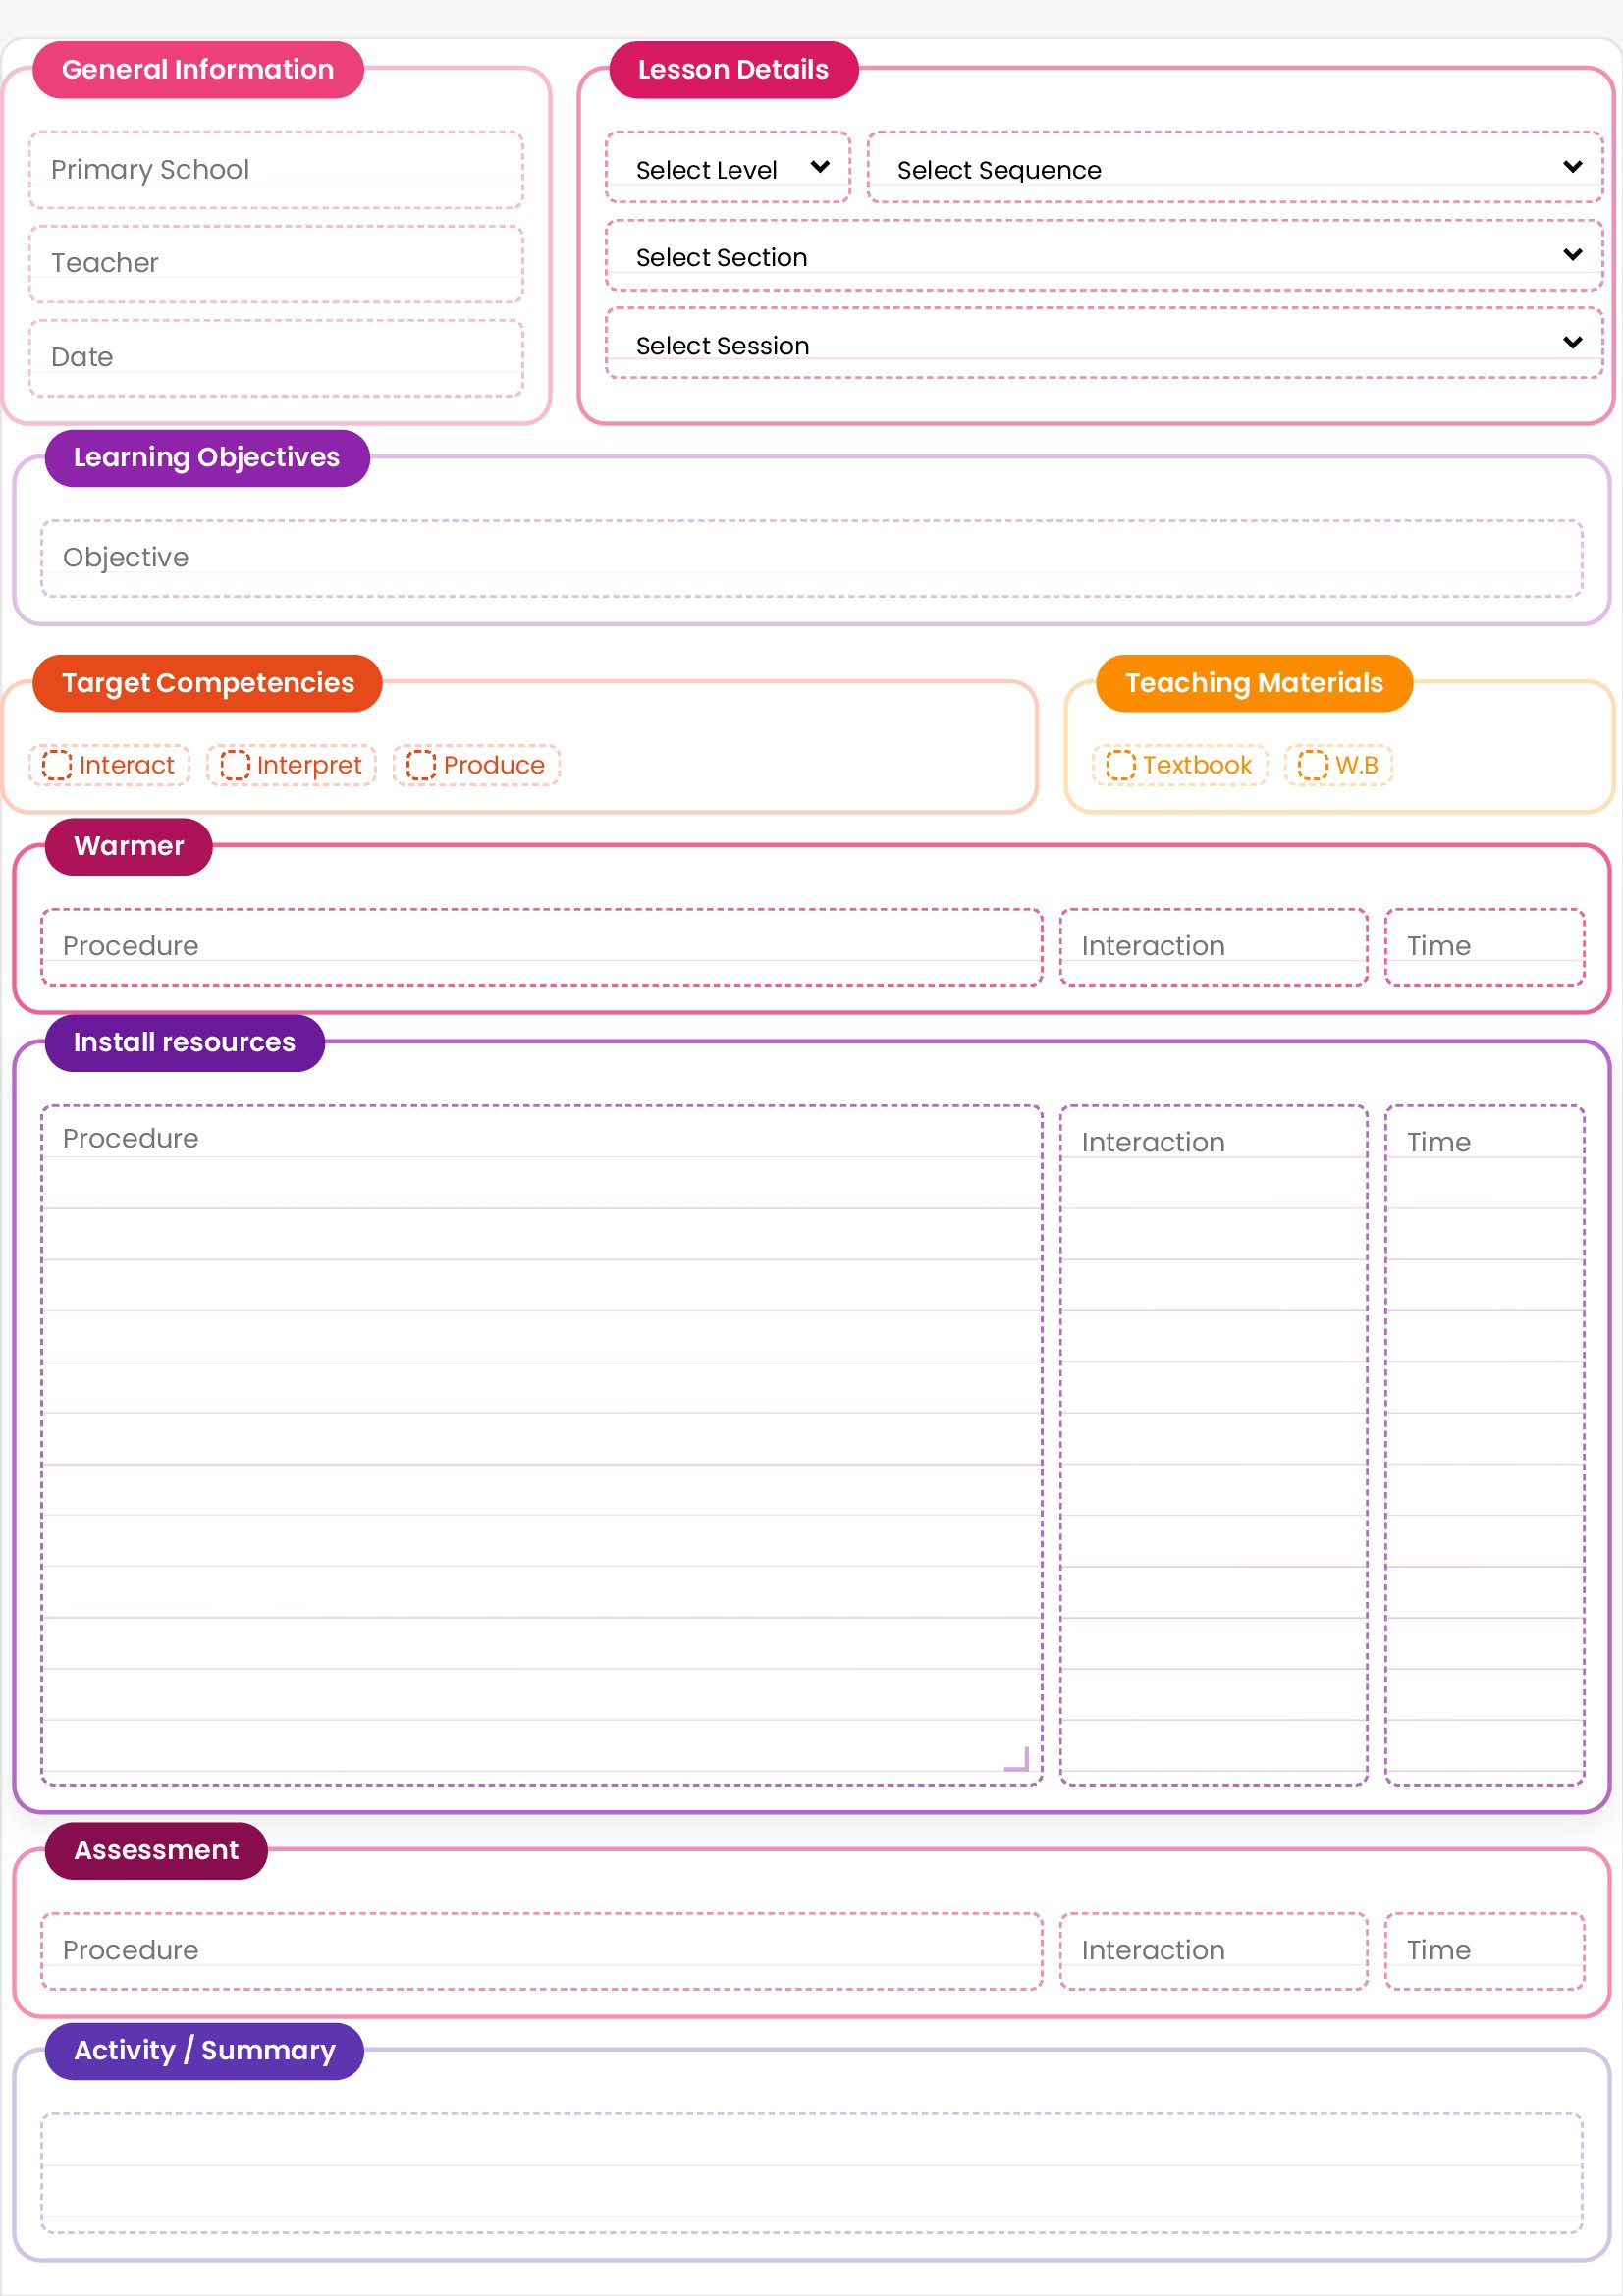 General Information
Primary School
Teacher
Date
Lesson Details
Select Level
Select Sequence
Select Section
Select Session
Learning Objectives
Objective
Target Competencies
Interact
Interpret
Produce
Teaching Materials
Textbook
W.B
Warmer
Procedure
Interaction
Time
Install resources
Procedure
Interaction
Time
Assessment
Procedure
Interaction
Time
Activity / Summary